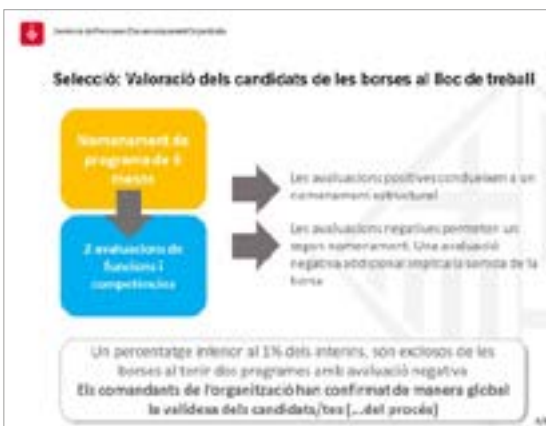 Selecció: Valoració dels candidats de les borses al lloc de treball
Nomenament de
programa de 6
mesos
Les avaluacions positives condueixen a un
nomenament estructural
2 avaluacions de
funcions i
competències
Les avaluacions negatives permeten un
segon nomenament. Una avaluació
negativa addicional implica la sortida de la
borsa
Un percentatge inferior al 1% dels interins, són exclosos de les
borses al tenir dos programes amb avaluació negativa
Els comandants de l'organització han confirmat de manera global
la validesa dels candidats/tes [...del procés]